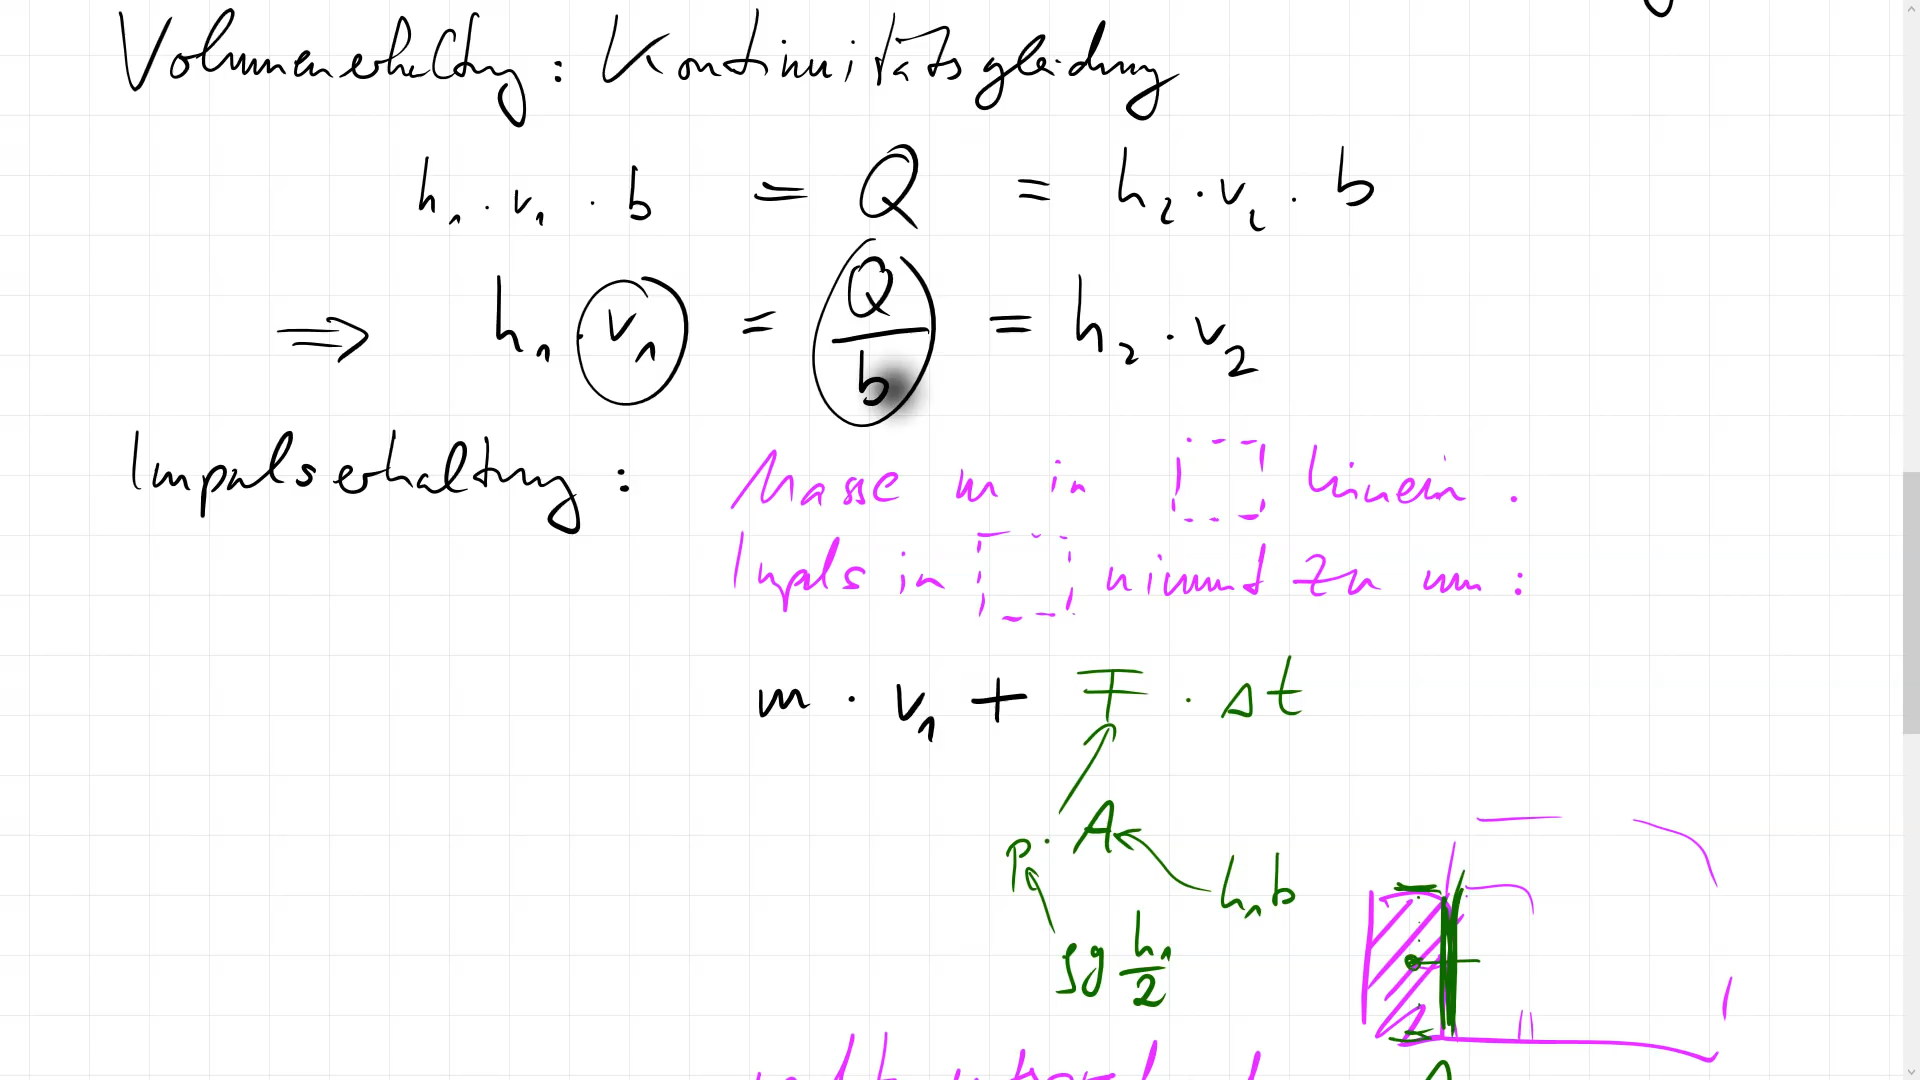 Volumenerhaltung: Kontinuitätsgleichung
h₁ · v₁ · b = Q = h₂ · v₂ · b
⇒ h₁ · v₁ = Q/b = h₂ · v₂
Impulserhaltung: Masse m in hinein.
Impuls in nimmt zu um:
m · v₁ + F · Δt
p · A
h₁b
ρg h₁/2